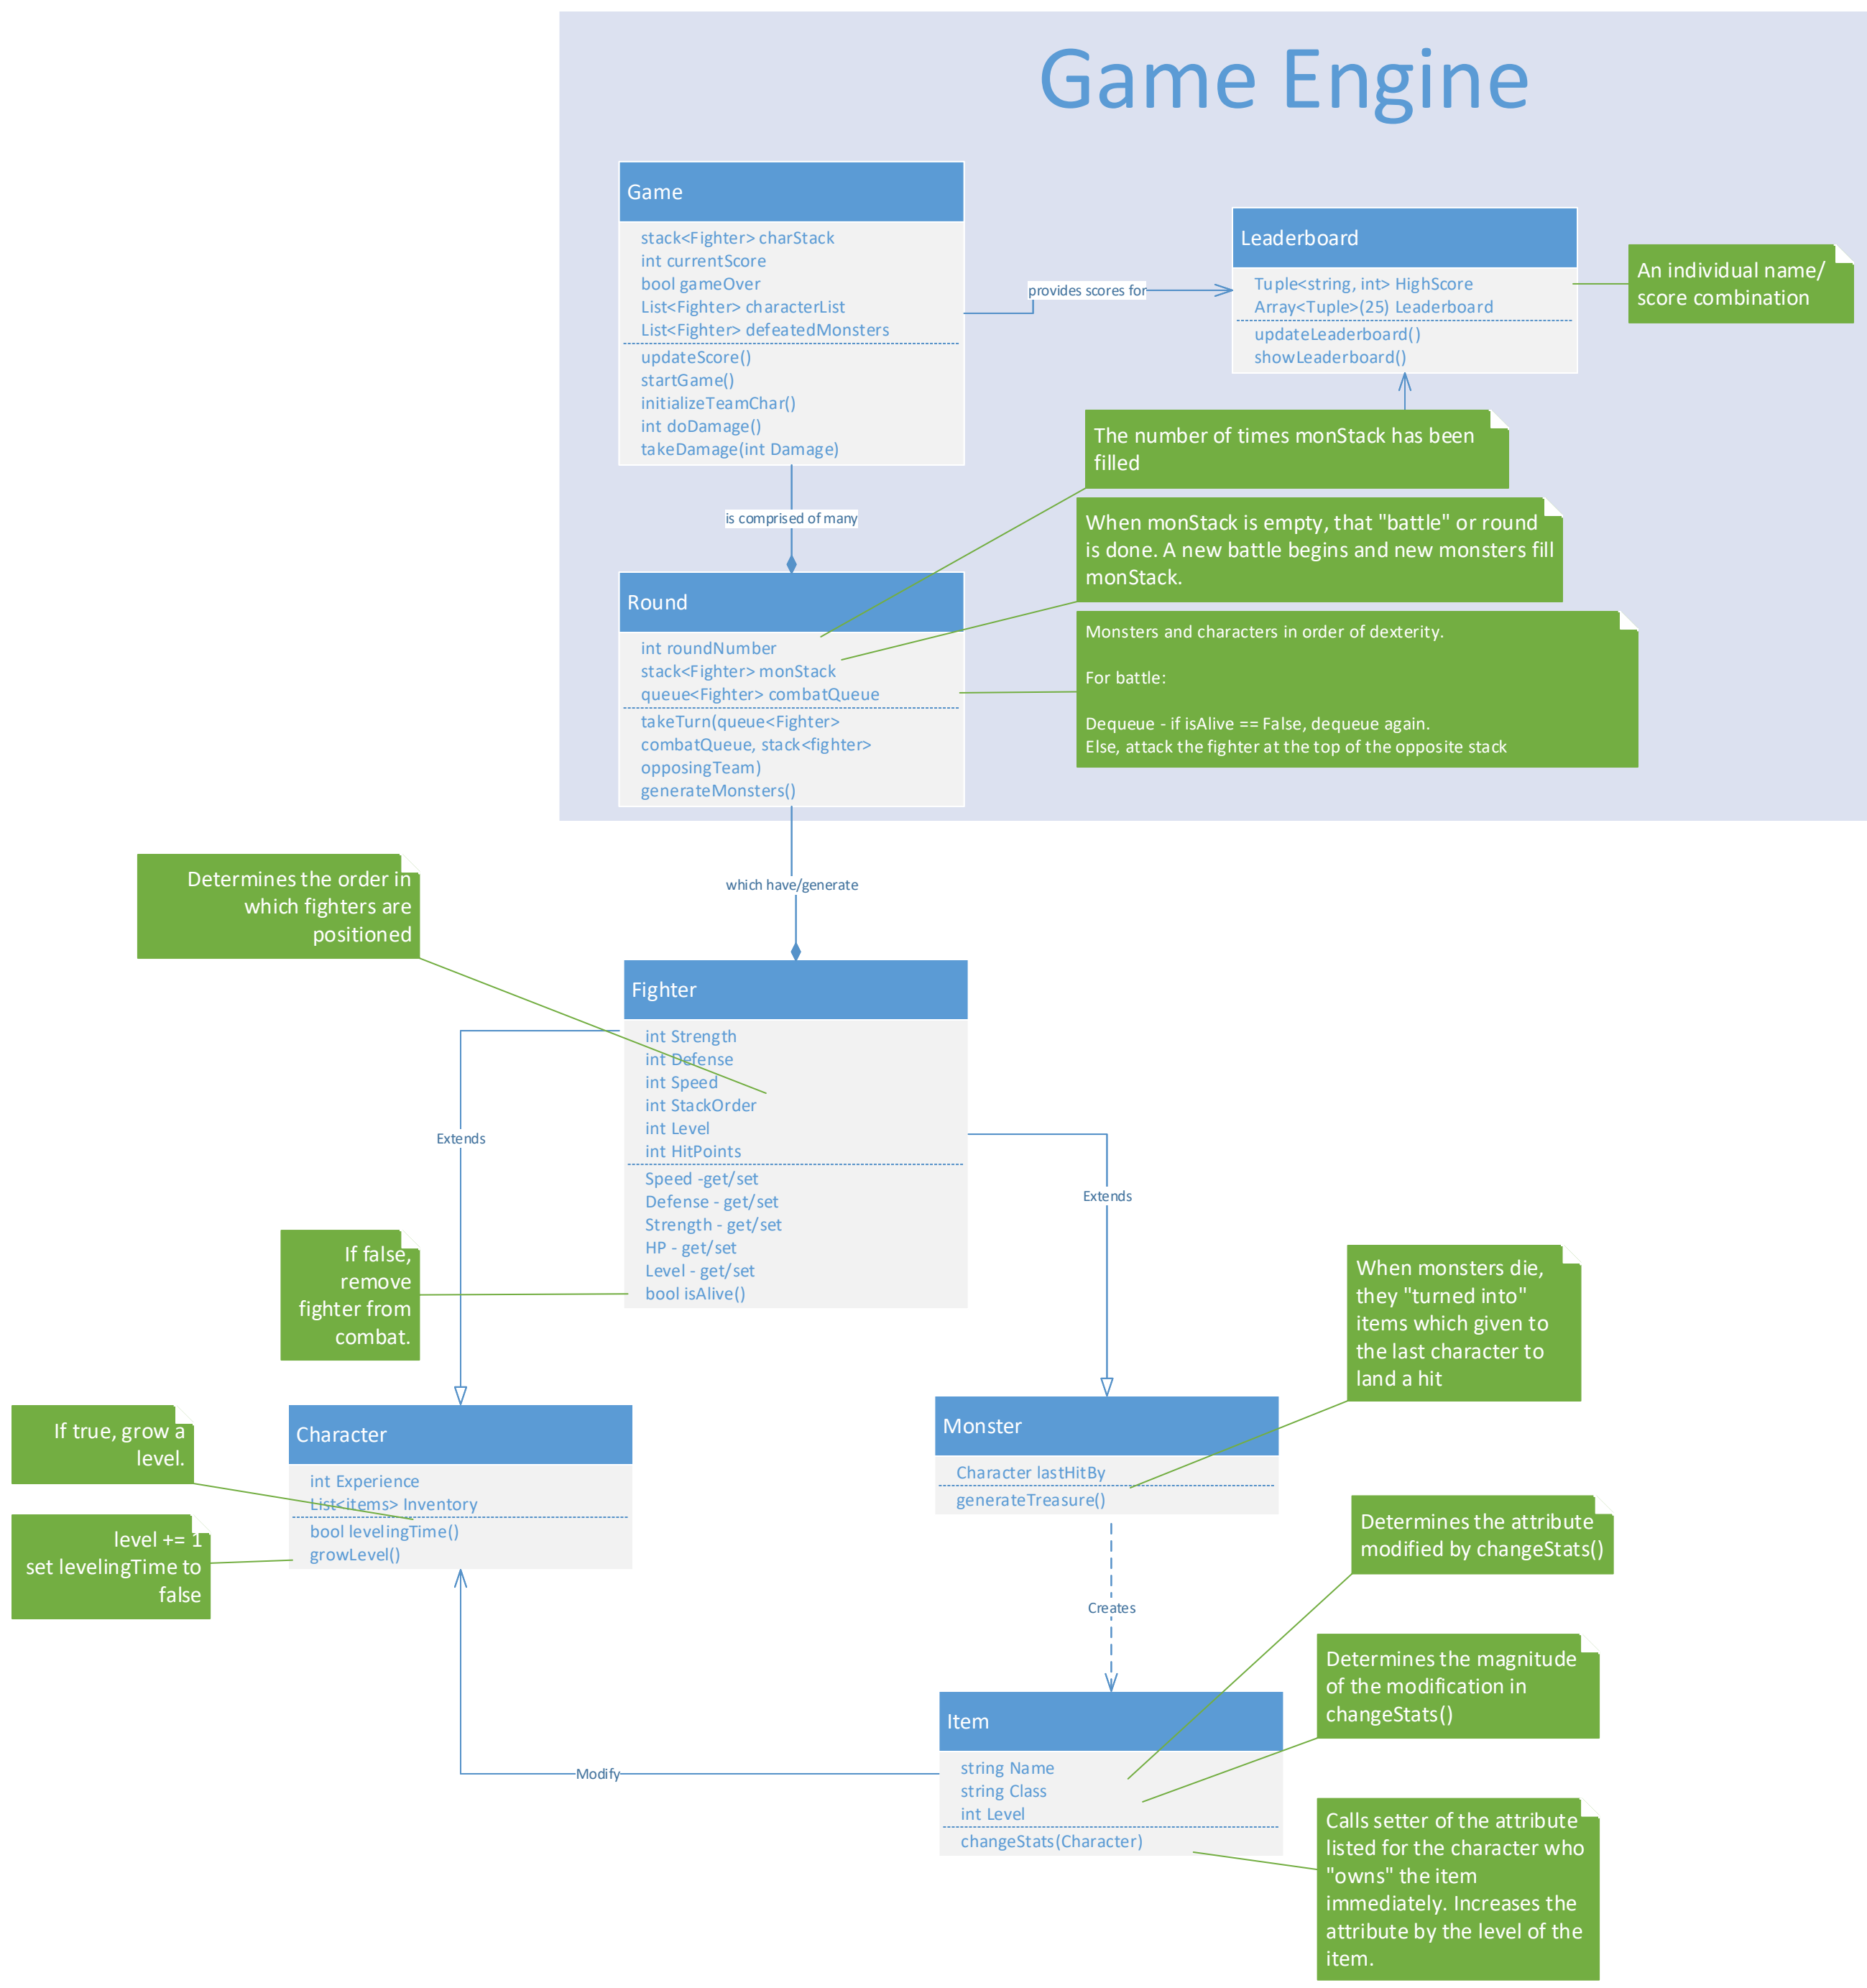 Game Engine
Game
stack<Fighter> charStack
int currentScore
bool gameOver
List<Fighter> characterList
List<Fighter> defeatedMonsters
updateScore()
startGame()
initializeTeamChar()
int doDamage()
takeDamage(int Damage)
provides scores for
Leaderboard
Tuple<string, int> HighScore
Array<Tuple>(25) Leaderboard
updateLeaderboard()
showLeaderboard()
An individual name/
score combination
The number of times monStack has been
filled
is comprised of many
When monStack is empty, that "battle" or round
is done. A new battle begins and new monsters fill
monStack.
Round
int roundNumber
stack<Fighter> monStack
queue<Fighter> combatQueue
takeTurn(queue<Fighter>
combatQueue, stack<fighter>
opposingTeam)
generateMonsters()
Monsters and characters in order of dexterity.
For battle:
Dequeue - if isAlive == False, dequeue again.
Else, attack the fighter at the top of the opposite stack
which have/generate
Determines the order in
which fighters are
positioned
Fighter
int Strength
int Defense
int Speed
int StackOrder
int Level
int HitPoints
Speed -get/set
Defense - get/set
Strength - get/set
HP - get/set
Level - get/set
bool isAlive()
Extends
Extends
If false,
remove
fighter from
combat.
When monsters die,
they "turned into"
items which given to
the last character to
land a hit
If true, grow a
level.
level += 1
set levelingTime to
false
Character
int Experience
List<items> Inventory
bool levelingTime()
growLevel()
Monster
Character lastHitBy
generateTreasure()
Determines the attribute
modified by changeStats()
Creates
Determines the magnitude
of the modification in
changeStats()
Item
string Name
string Class
int Level
changeStats(Character)
Modify
Calls setter of the attribute
listed for the character who
"owns" the item
immediately. Increases the
attribute by the level of the
item.